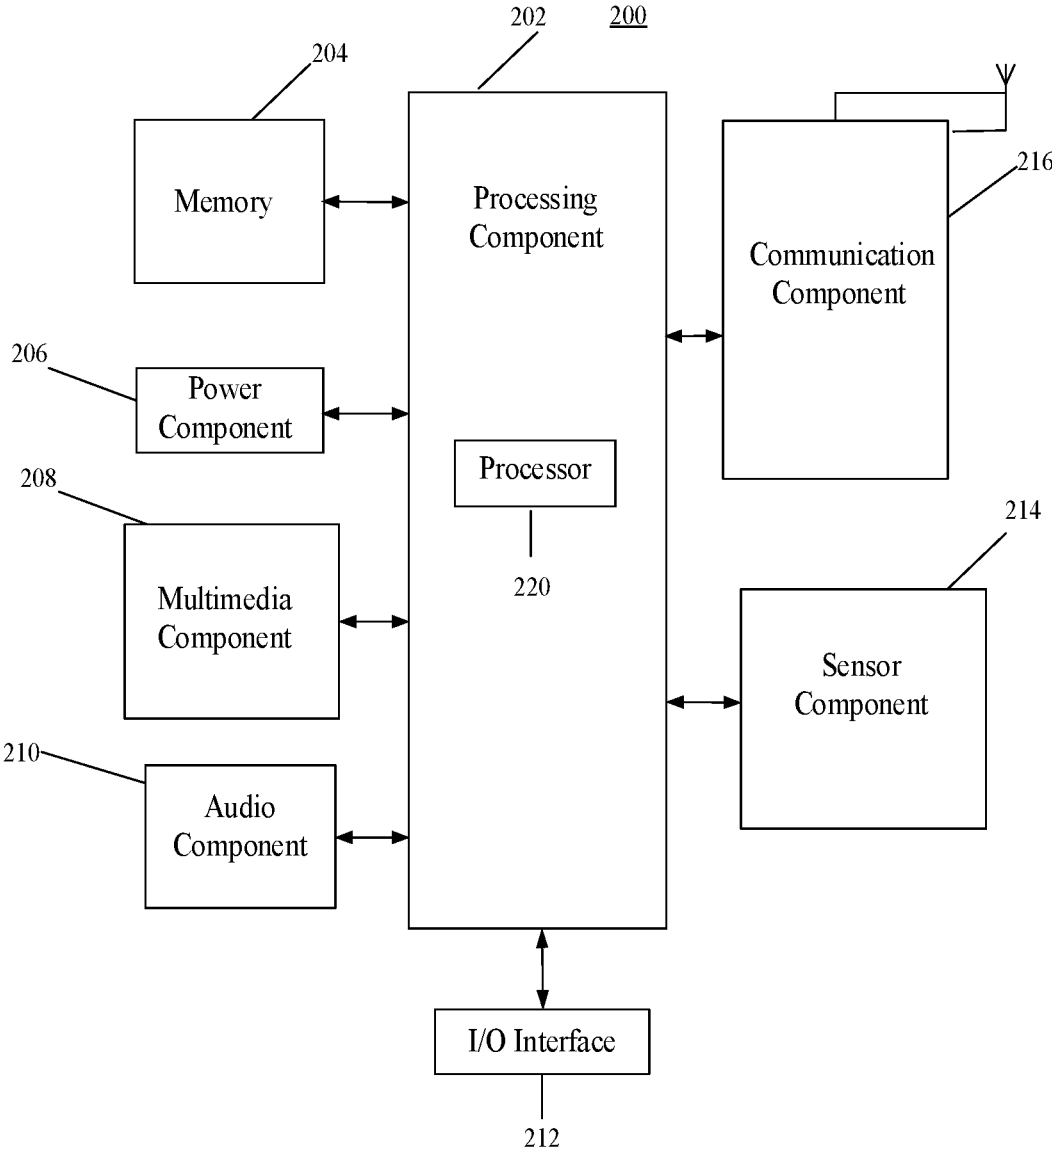 202
200
204
Memory
Processing
Component
216
Communication
Component
206
Power
Component
Processor
208
220
214
Multimedia
Component
Sensor
Component
210
Audio
Component
I/O Interface
212